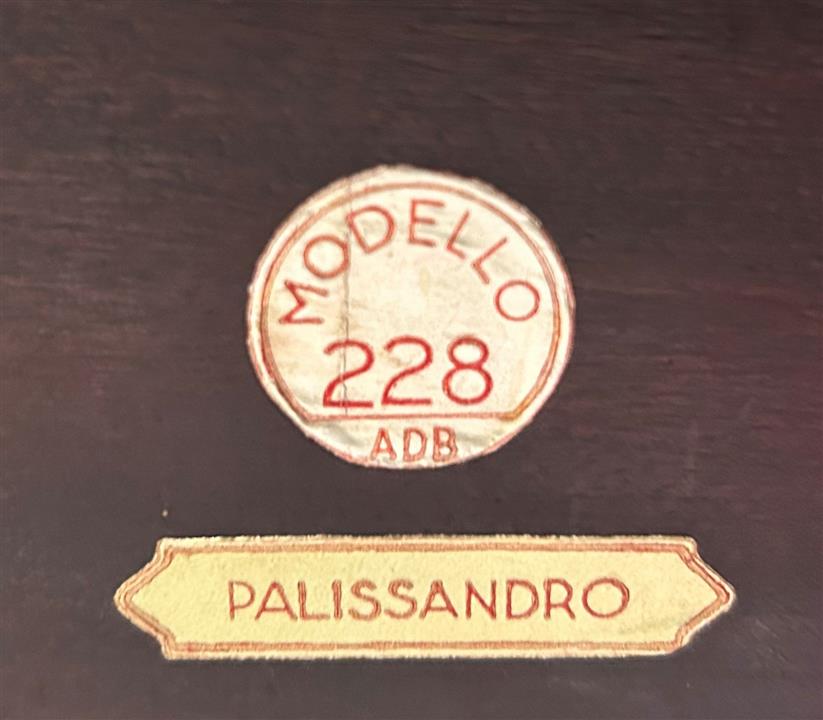 MODELLO
228
ADB
PALISSANDRO